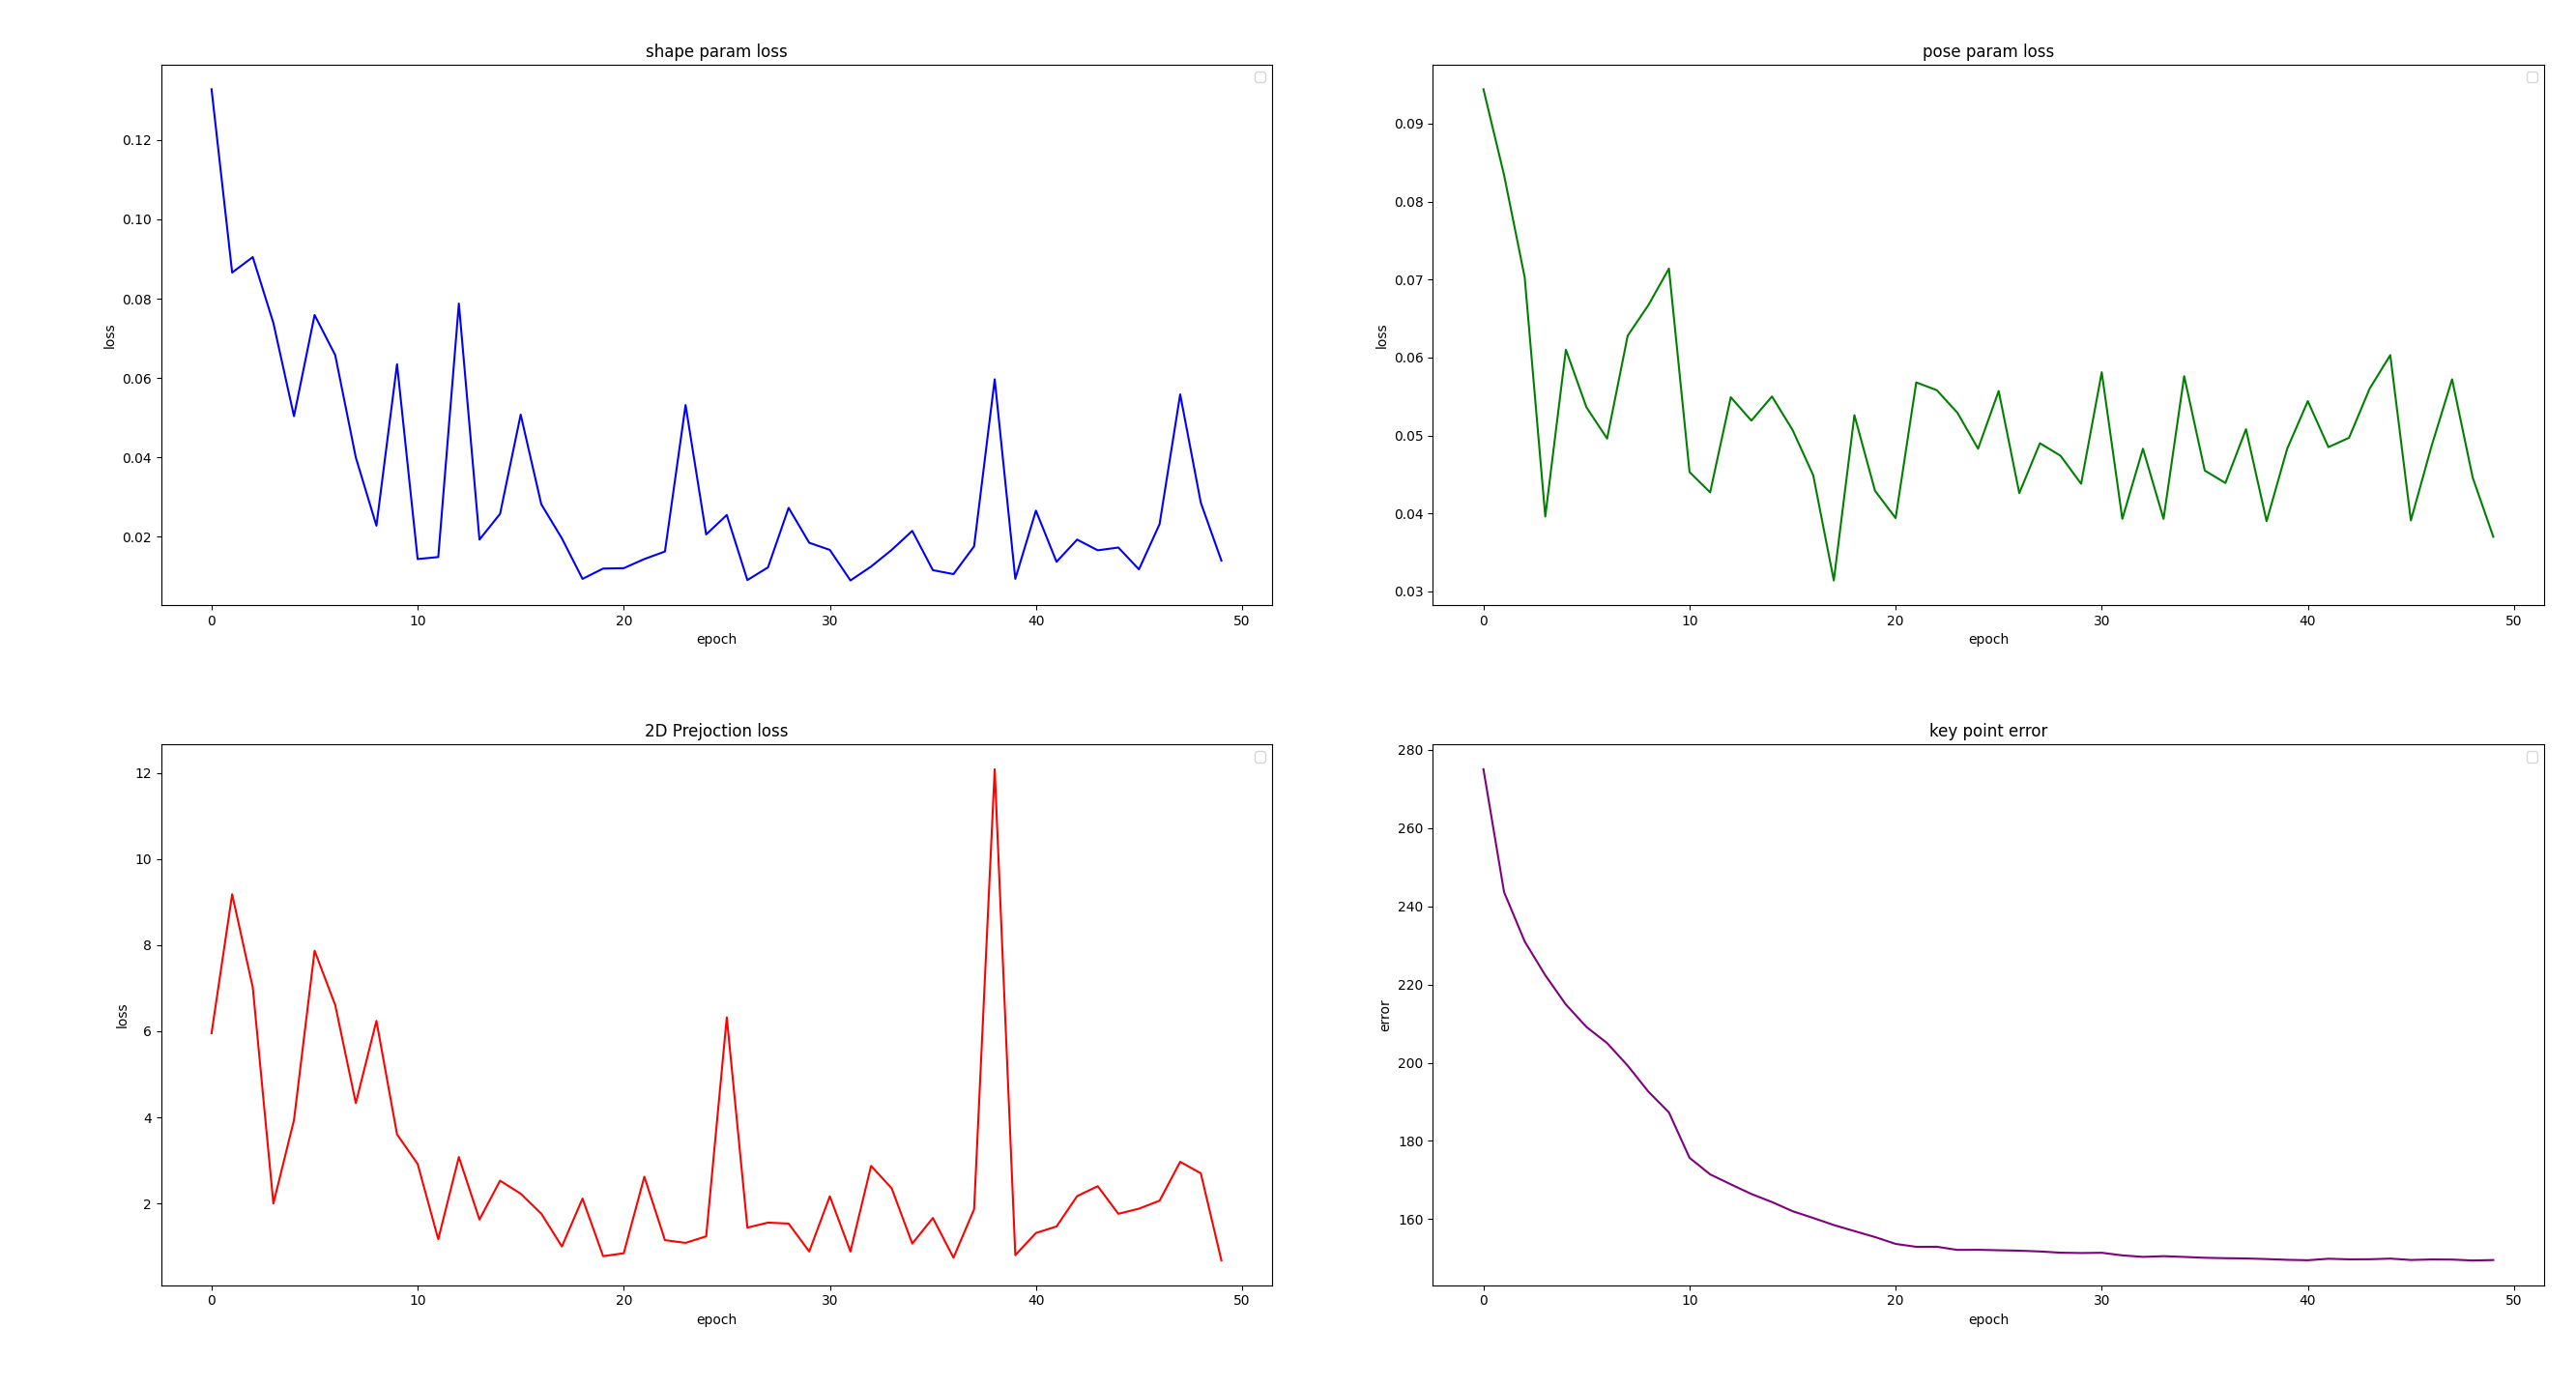 shape param loss
0.12
0.10
0.08
0.06
0.04
0.02
loss
0 10 20 30 40 50
epoch
pose param loss
0.09
0.08
0.07
0.06
0.05
0.04
0.03
loss
0 10 20 30 40 50
epoch
2D Prejoction loss
12
10
8
6
4
2
loss
0 10 20 30 40 50
epoch
key point error
280
260
240
220
200
180
160
error
0 10 20 30 40 50
epoch